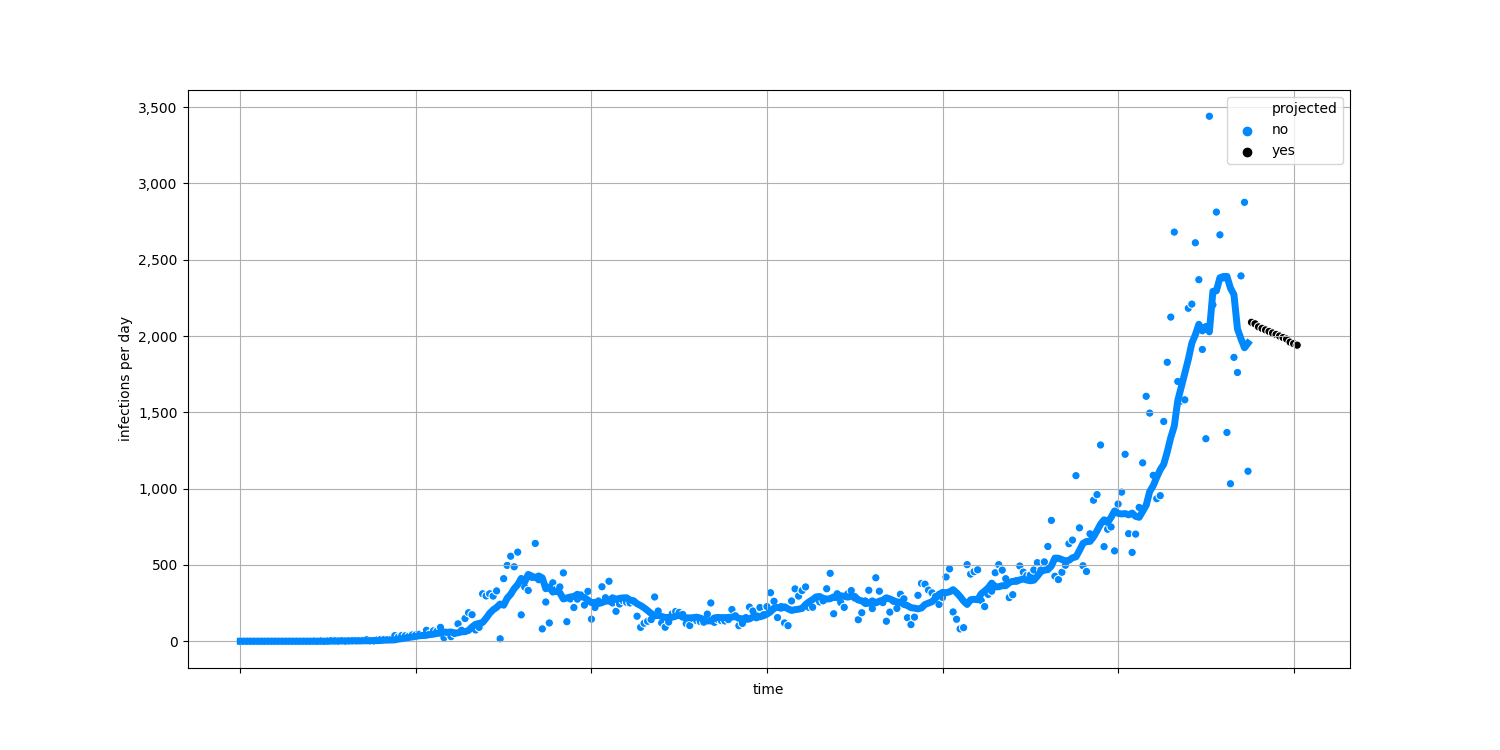 3,500
3,000
2,500
2,000
1,500
1,000
500
0
infections per day
time
projected
no
yes